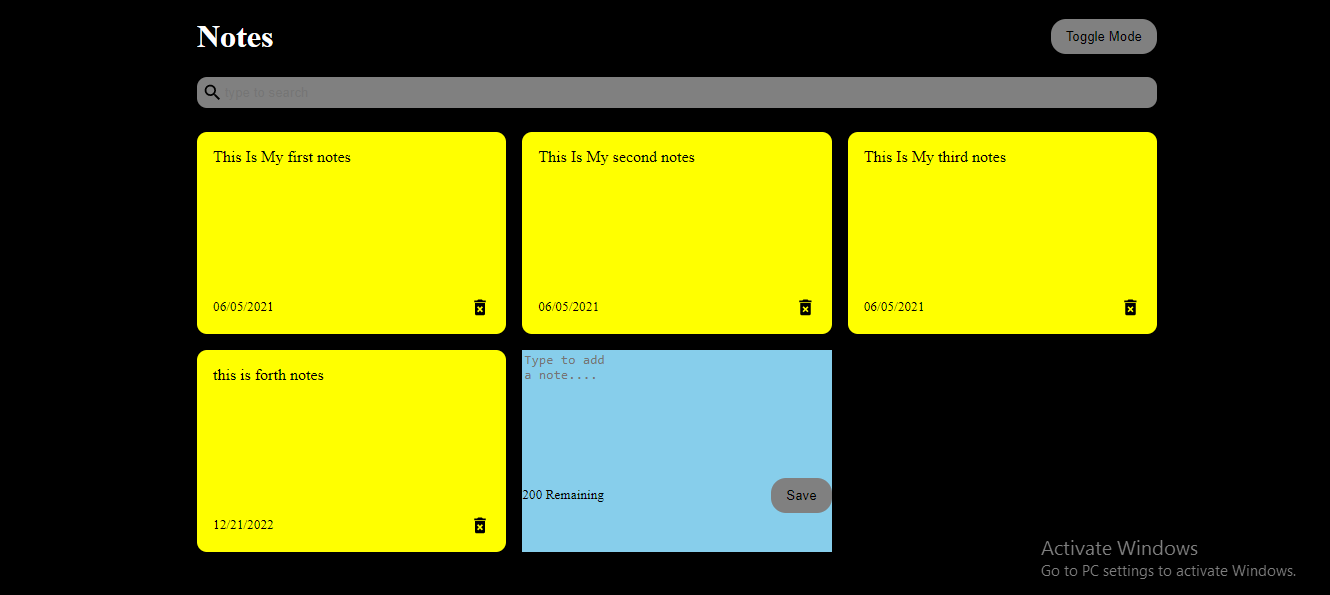 Notes
Toggle Mode
type to search
This Is My first notes
This Is My second notes
This Is My third notes
06/05/2021
06/05/2021
06/05/2021
this is forth notes
Type to add
a note....
200 Remaining
Save
12/21/2022
Activate Windows
Go to PC settings to activate Windows.